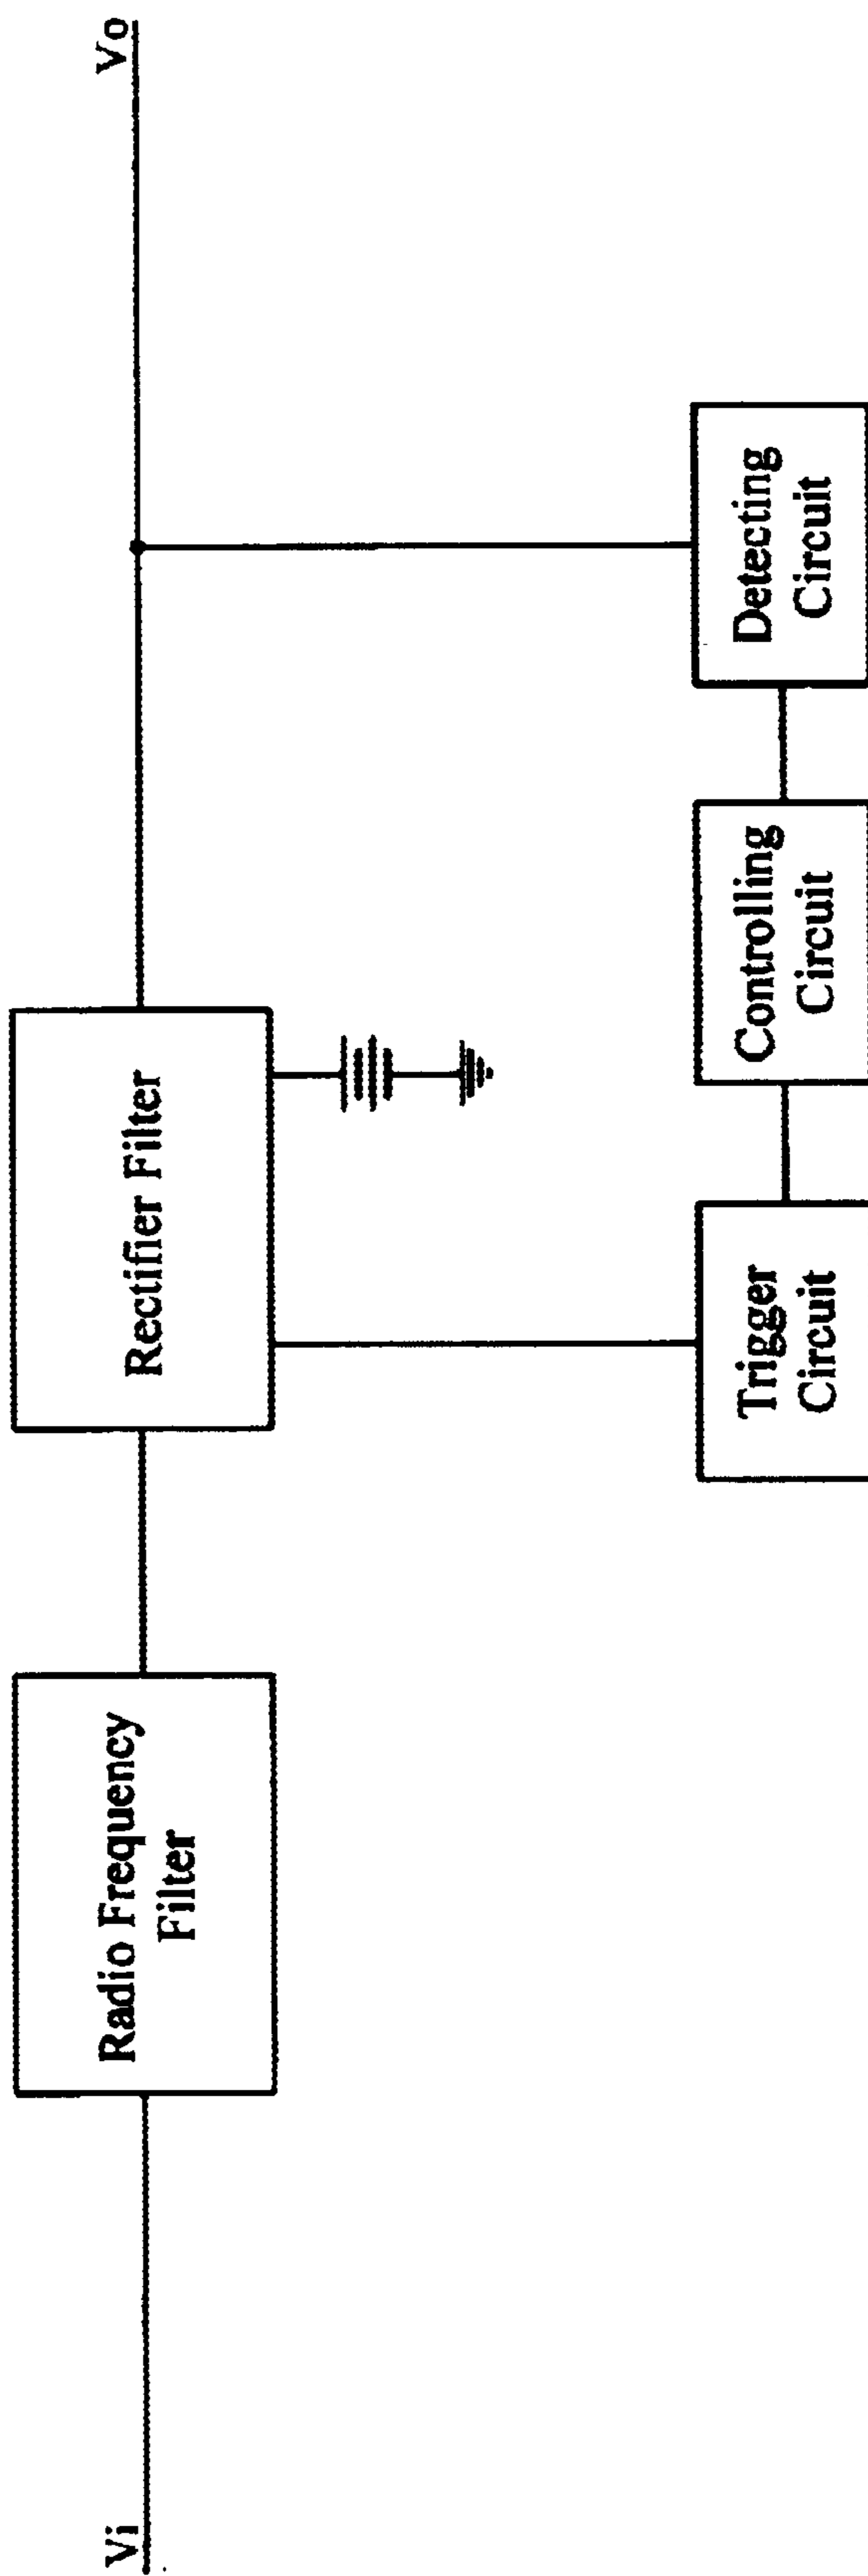 Vi
Radio Frequency
Filter
Rectifier Filter
Vo
Trigger
Circuit
Controlling
Circuit
Detecting
Circuit